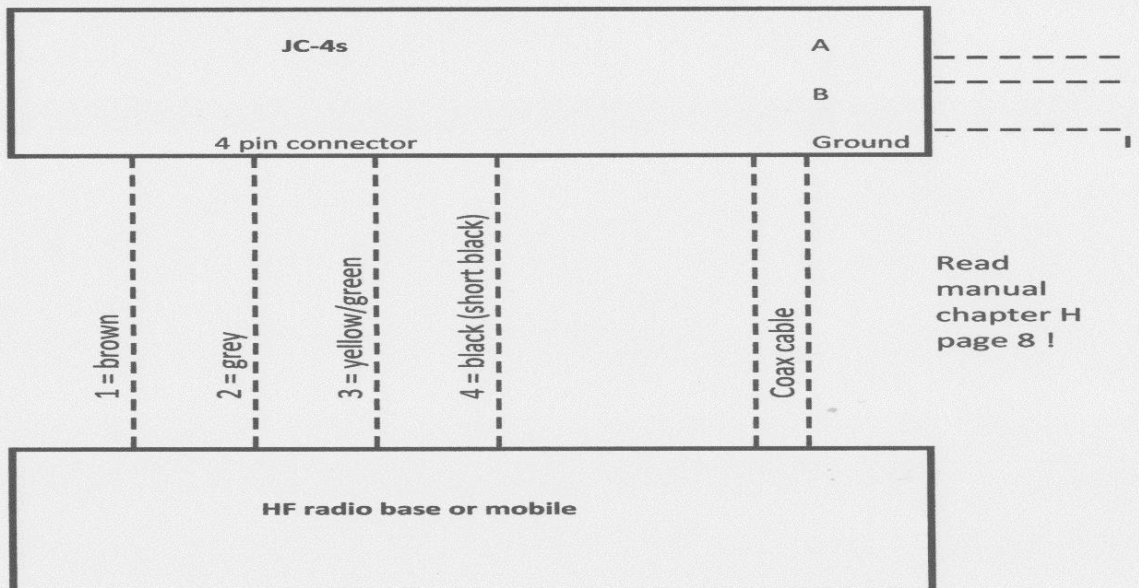 JC-4s
A
B
4 pin connector
Ground
1 = brown
2 = grey
3 = yellow/green
4 = black (short black)
Coax cable
Read
manual
chapter H
page 8 !
HF radio base or mobile